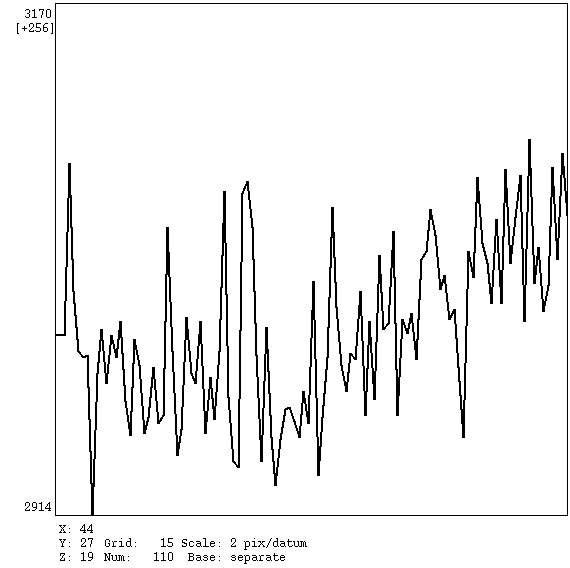 3170
[+256]
2914
X: 44
Y: 27 Grid: 15 Scale: 2 pix/datum
Z: 19 Num: 110 Base: separate